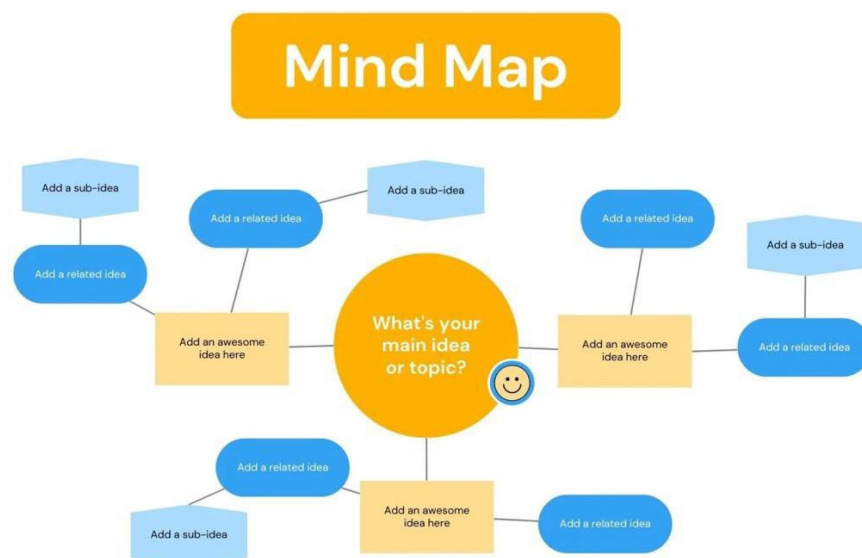 Mind Map
Add a sub-idea
Add a sub-idea
Add a related idea
Add a related idea
Add a sub-idea
Add a related idea
What's your
main idea
or topic?
Add an awesome
idea here
Add an awesome
idea here
Add a related idea
Add a related idea
Add an awesome
idea here
Add a sub-idea
Add a related idea